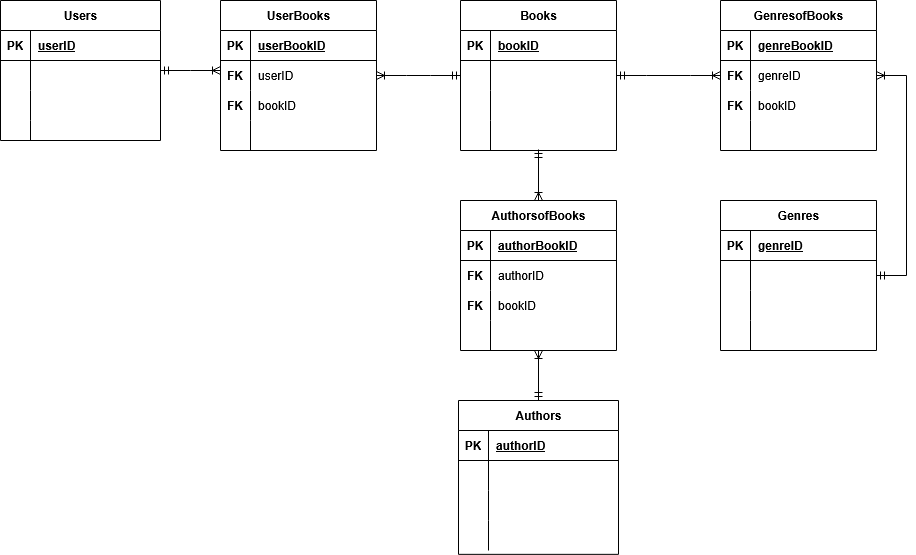 Users
PK userID
UserBooks
PK userBookID
FK userID
FK bookID
Books
PK bookID
GenresofBooks
PK genreBookID
FK genreID
FK bookID
AuthorsofBooks
PK authorBookID
FK authorID
FK bookID
Genres
PK genreID
Authors
PK authorID